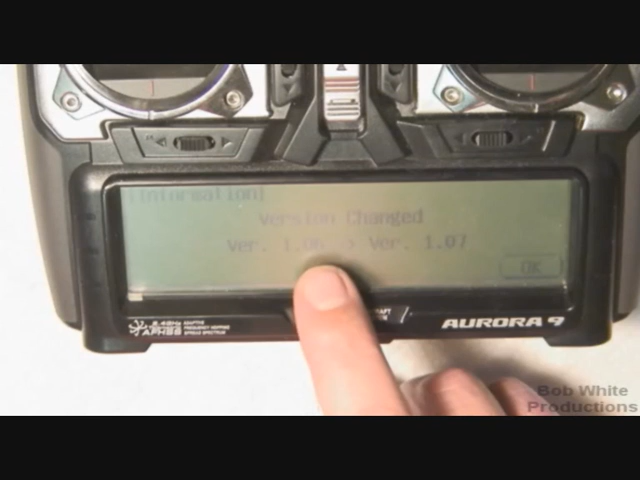 [Information]
Version Changed
Ver. 1.06 -> Ver. 1.07
OK
2.4GHz
AFHSS
ADAPTIVE
FREQUENCY HOPPING
SPREAD SPECTRUM
AURORA 9
Bob White
Productions